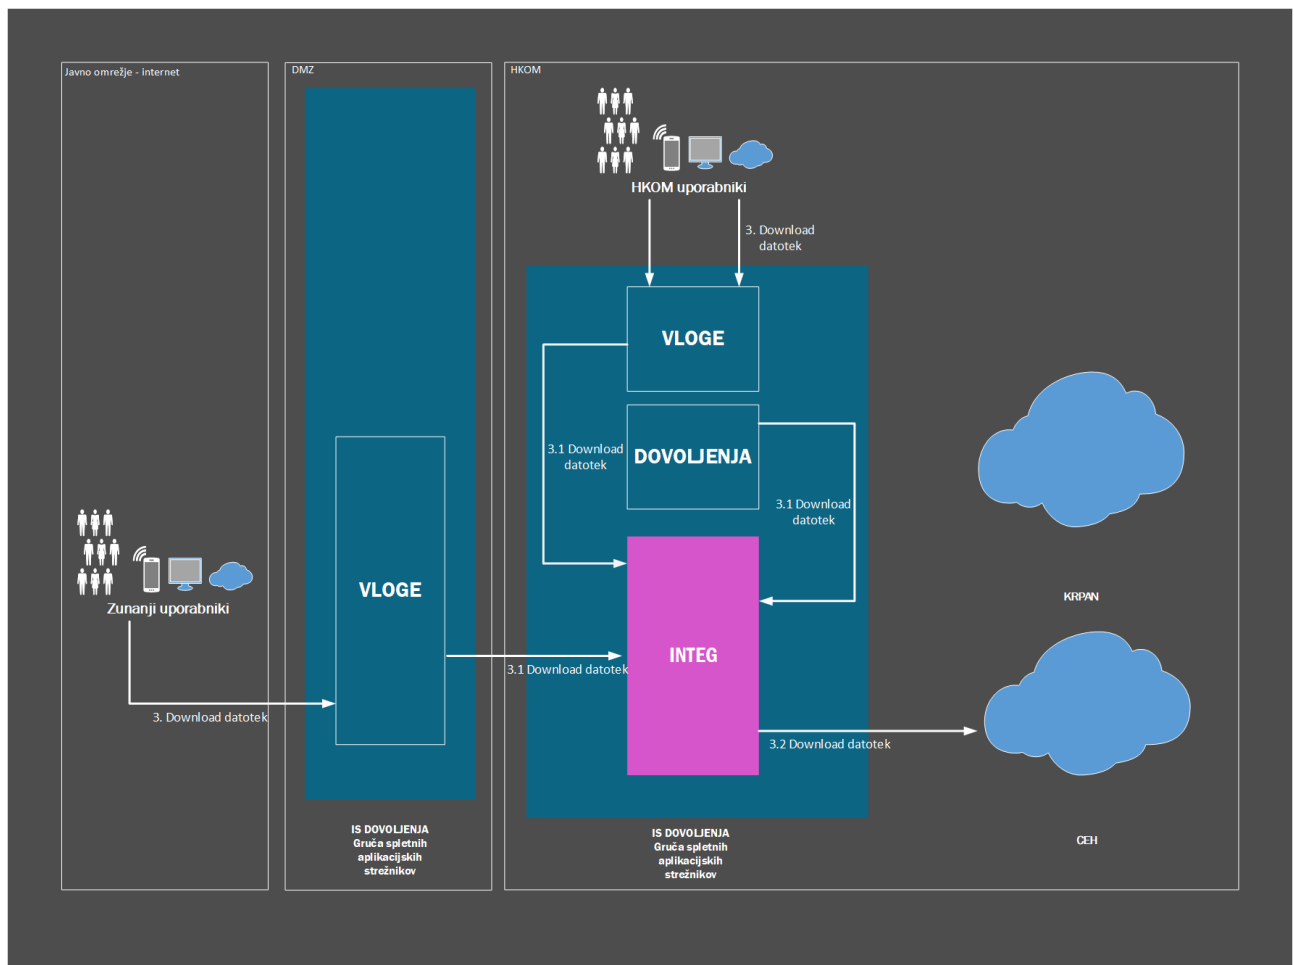 Javno omrežje - internet
DMZ
HKOM
HKOM uporabniki
3. Download
datotek
VLOGE
3.1 Download
datotek
DOVOLJENJA
3.1 Download
datotek
Zunanji uporabniki
VLOGE
INTEG
KRPAN
3.1 Download datotek
3. Download datotek
3.2 Download datotek
IS DOVOLJENJA
Gruča spletnih
aplikacijskih
strežnikov
IS DOVOLJENJA
Gruča spletnih
aplikacijskih
strežnikov
CEH